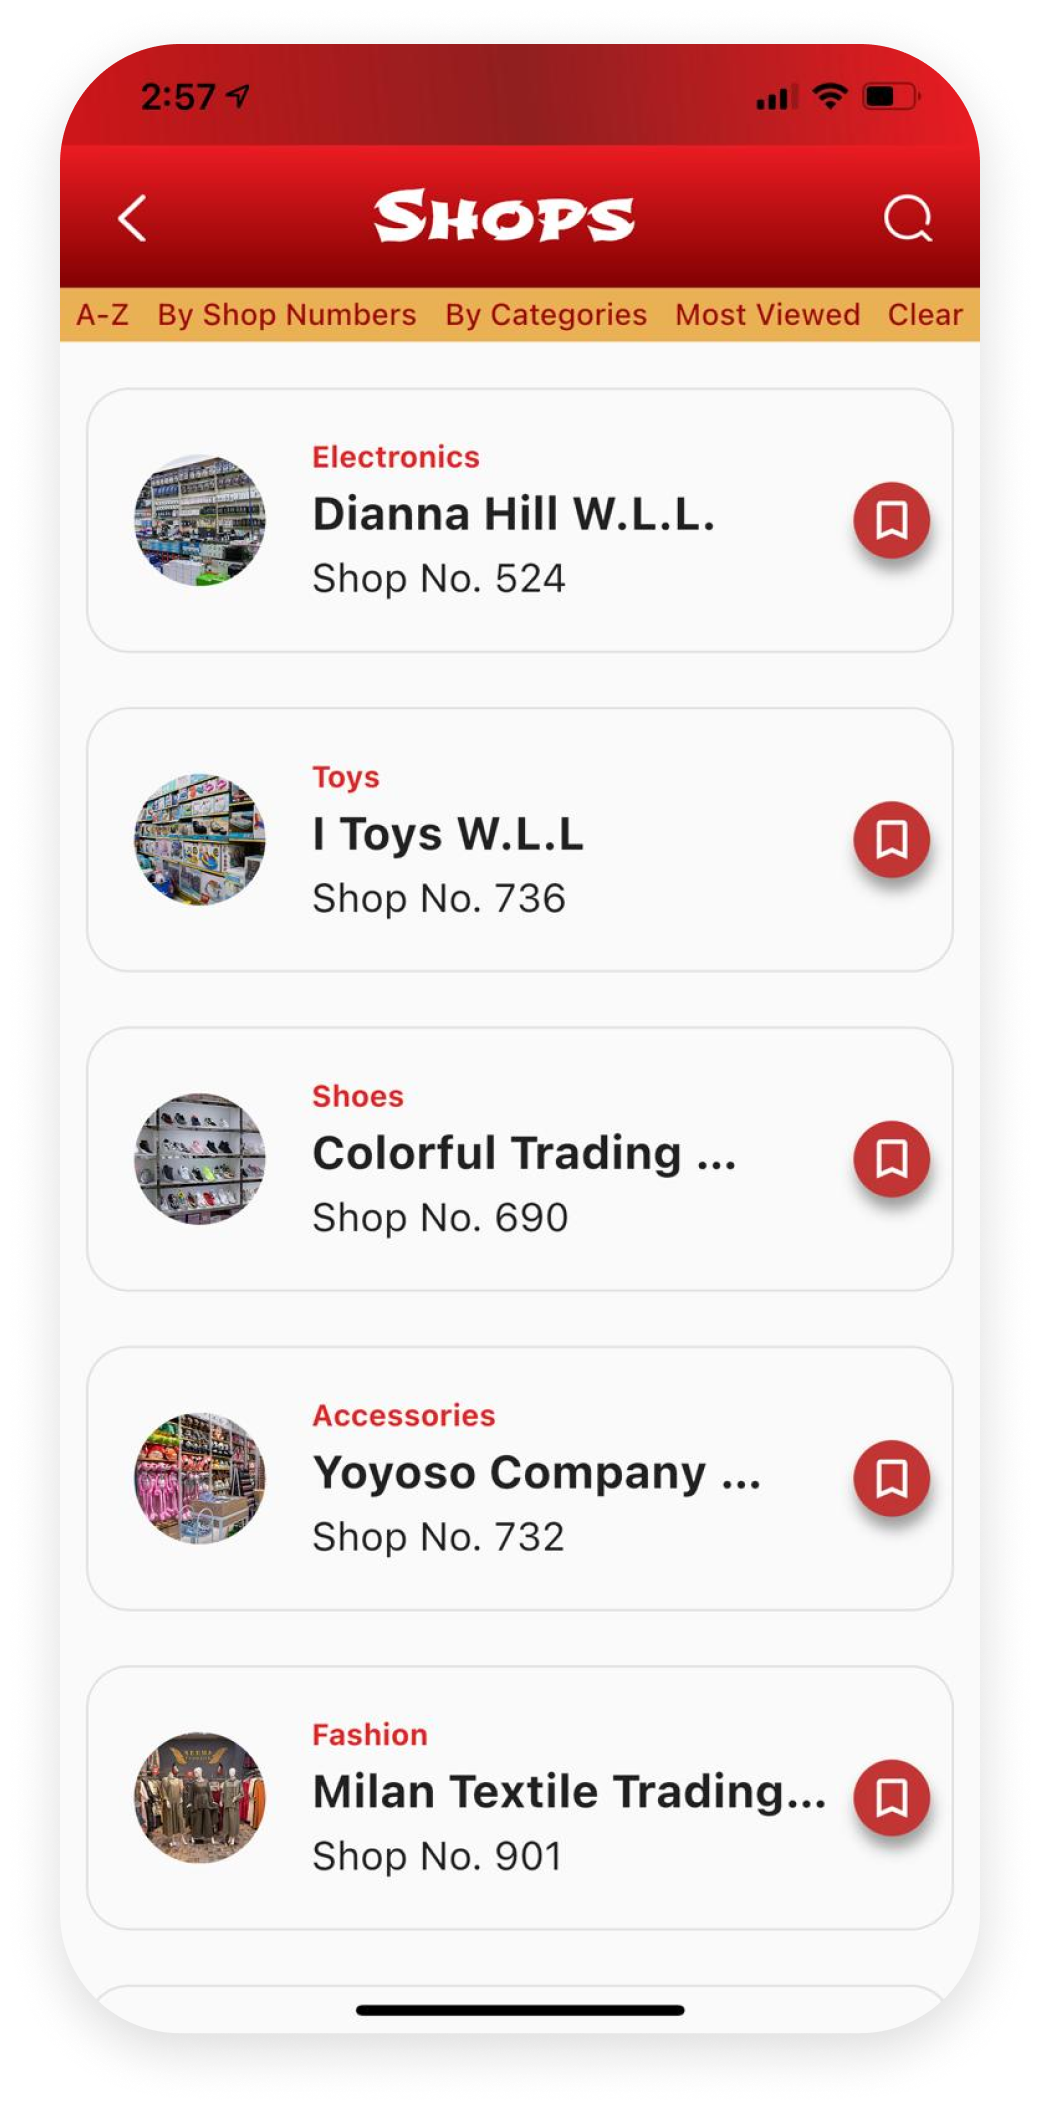 2:57
SHOPS
A-Z By Shop Numbers By Categories Most Viewed Clear
Electronics
Dianna Hill W.L.L.
Shop No. 524
Toys
I Toys W.L.L
Shop No. 736
Shoes
Colorful Trading ...
Shop No. 690
Accessories
Yoyoso Company ...
Shop No. 732
Fashion
Milan Textile Trading...
Shop No. 901